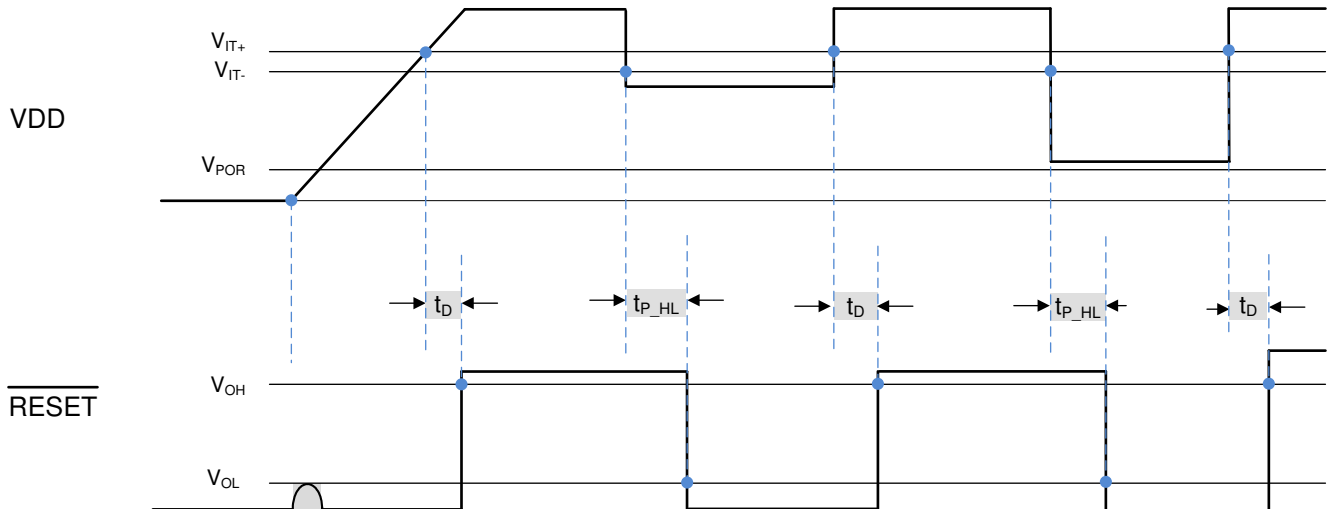 V_IT+
V_IT-
VDD
V_POR
t_D
t_P_HL
t_D
t_P_HL
t_D
V_OH
RESET
V_OL